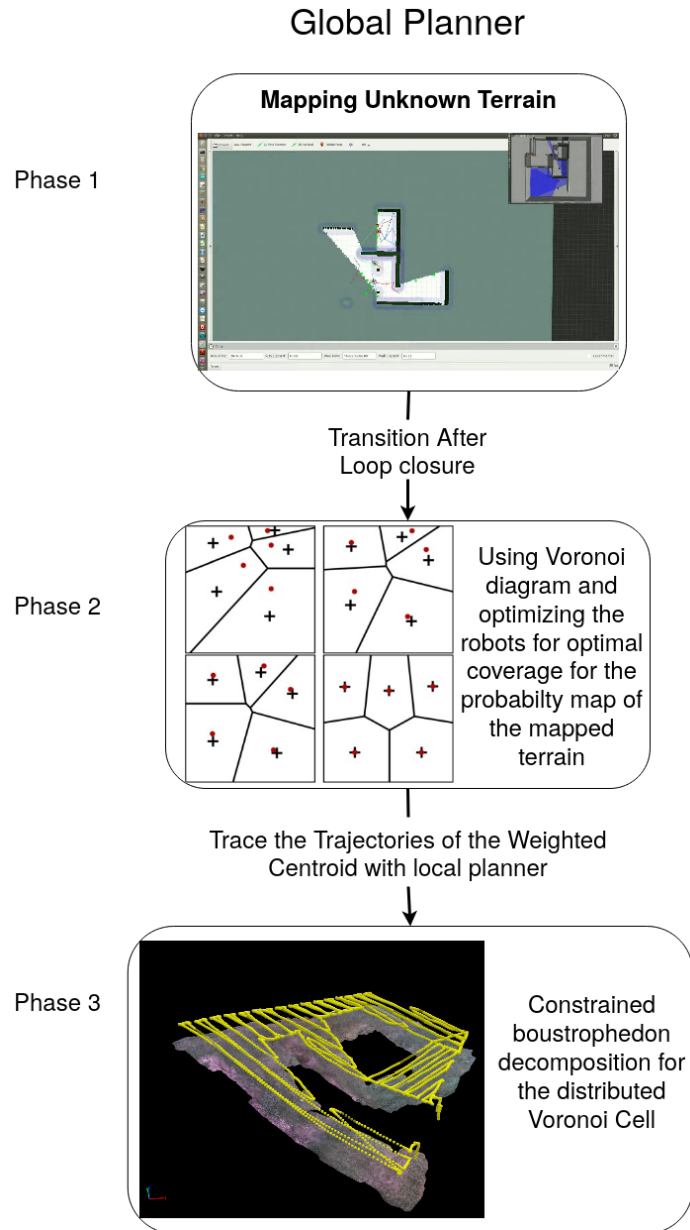 Global Planner
Mapping Unknown Terrain
Phase 1
Transition After
Loop closure
Phase 2
Using Voronoi
diagram and
optimizing the
robots for optimal
coverage for the
probabilty map of
the mapped
terrain
Trace the Trajectories of the Weighted
Centroid with local planner
Phase 3
Constrained
boustrophedon
decomposition for
the distributed
Voronoi Cell